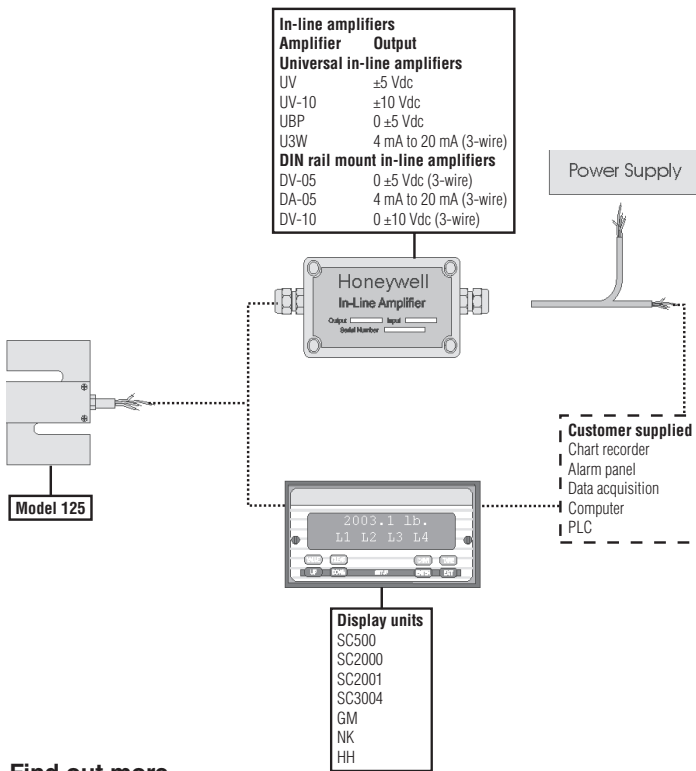 In-line amplifiers
Amplifier Output
Universal in-line amplifiers
UV ±5 Vdc
UV-10 ±10 Vdc
UBP 0 ±5 Vdc
U3W 4 mA to 20 mA (3-wire)
DIN rail mount in-line amplifiers
DV-05 0 ±5 Vdc (3-wire)
DA-05 4 mA to 20 mA (3-wire)
DV-10 0 ±10 Vdc (3-wire)
Power Supply
Honeywell
In-Line Amplifier
Output Input
Serial Number
Model 125
Customer supplied
Chart recorder
Alarm panel
Data acquisition
Computer
PLC
2003.1 lb.
L1 L2 L3 L4
CLEAR
UP DOWN SETUP ENTER EXIT
Display units
SC500
SC2000
SC2001
SC3004
GM
NK
HH
Find out more